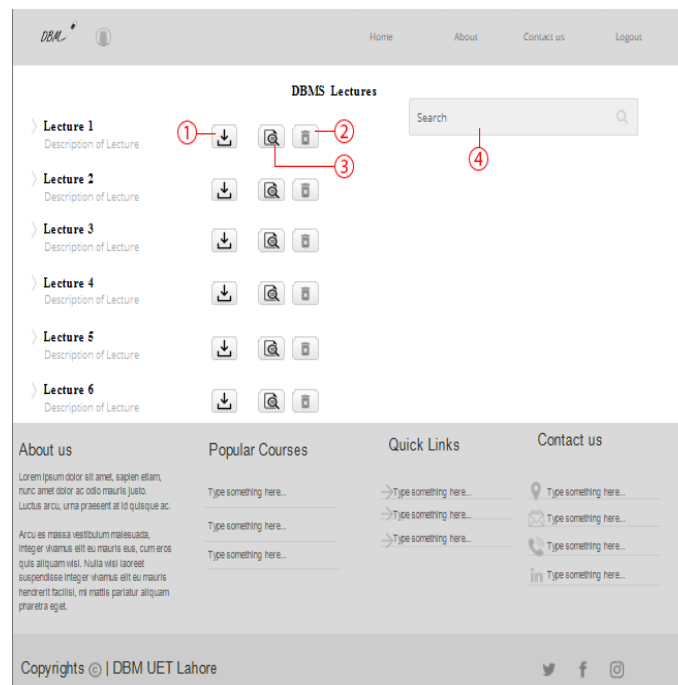 DBM
Home About Contact us Logout
DBMS Lectures
Search
Lecture 1
Description of Lecture
1
2
3
4
Lecture 2
Description of Lecture
Lecture 3
Description of Lecture
Lecture 4
Description of Lecture
Lecture 5
Description of Lecture
Lecture 6
Description of Lecture
About us
Lorem ipsum dolor sit amet, sapien etiam,
nunc amet dolor ac odio mauris justo.
Luctus arcu, urna praesent at id quisque ac.
Arcu es massa vestibulum malesuada,
integer vivamus elit eu mauris eus, cum eros
quis aliquam wisi. Nulla wisi laoreet
suspendisse integer vivamus elit eu mauris
hendrerit facilisi, mi mattis pariatur aliquam
pharetra eget.
Popular Courses
Type something here...
Type something here...
Type something here...
Quick Links
Type something here...
Type something here...
Type something here...
Contact us
Type something here...
Type something here...
Type something here...
in Type something here...
Copyrights © | DBM UET Lahore
f